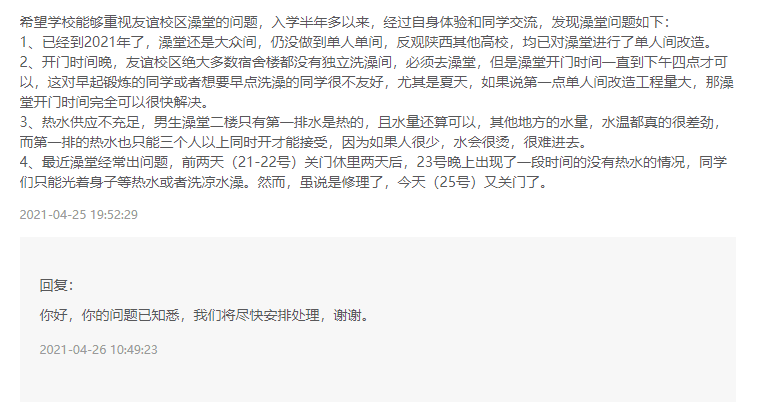 希望学校能够重视友谊校区澡堂的问题，入学半年多以来，经过自身体验和同学交流，发现澡堂问题如下：
1、已经到2021年了，澡堂还是大众间，仍没做到单人单间，反观陕西其他高校，均已对澡堂进行了单人间改造。
2、开门时间晚，友谊校区绝大多数宿舍楼都没有独立洗澡间，必须去澡堂，但是澡堂开门时间一直到下午四点才可
以，这对早起锻炼的同学或者想要早点洗澡的同学很不友好，尤其是夏天，如果说第一点单人间改造工程量大，那澡
堂开门时间完全可以很快解决。
3、热水供应不充足，男生澡堂二楼只有第一排水是热的，且水量还算可以，其他地方的水量，水温都真的很差劲，
而第一排的热水也只能三个人以上同时开才能接受，因为如果人很少，水会很烫，很难进去。
4、最近澡堂经常出问题，前两天（21-22号）关门休里两天后，23号晚上出现了一段时间的没有热水的情况，同学
们只能光着身子等热水或者洗凉水澡。然而，虽说是修理了，今天（25号）又关门了。
2021-04-25 19:52:29
回复：
你好，你的问题已知悉，我们将尽快安排处理，谢谢。
2021-04-26 10:49:23